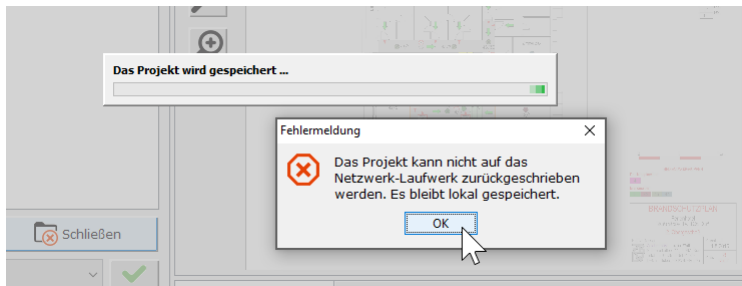 Das Projekt wird gespeichert ...
Fehlermeldung
Das Projekt kann nicht auf das
Netzwerk-Laufwerk zurückgeschrieben
werden. Es bleibt lokal gespeichert.
OK
Schließen
BRANDSCHUTZPLAN